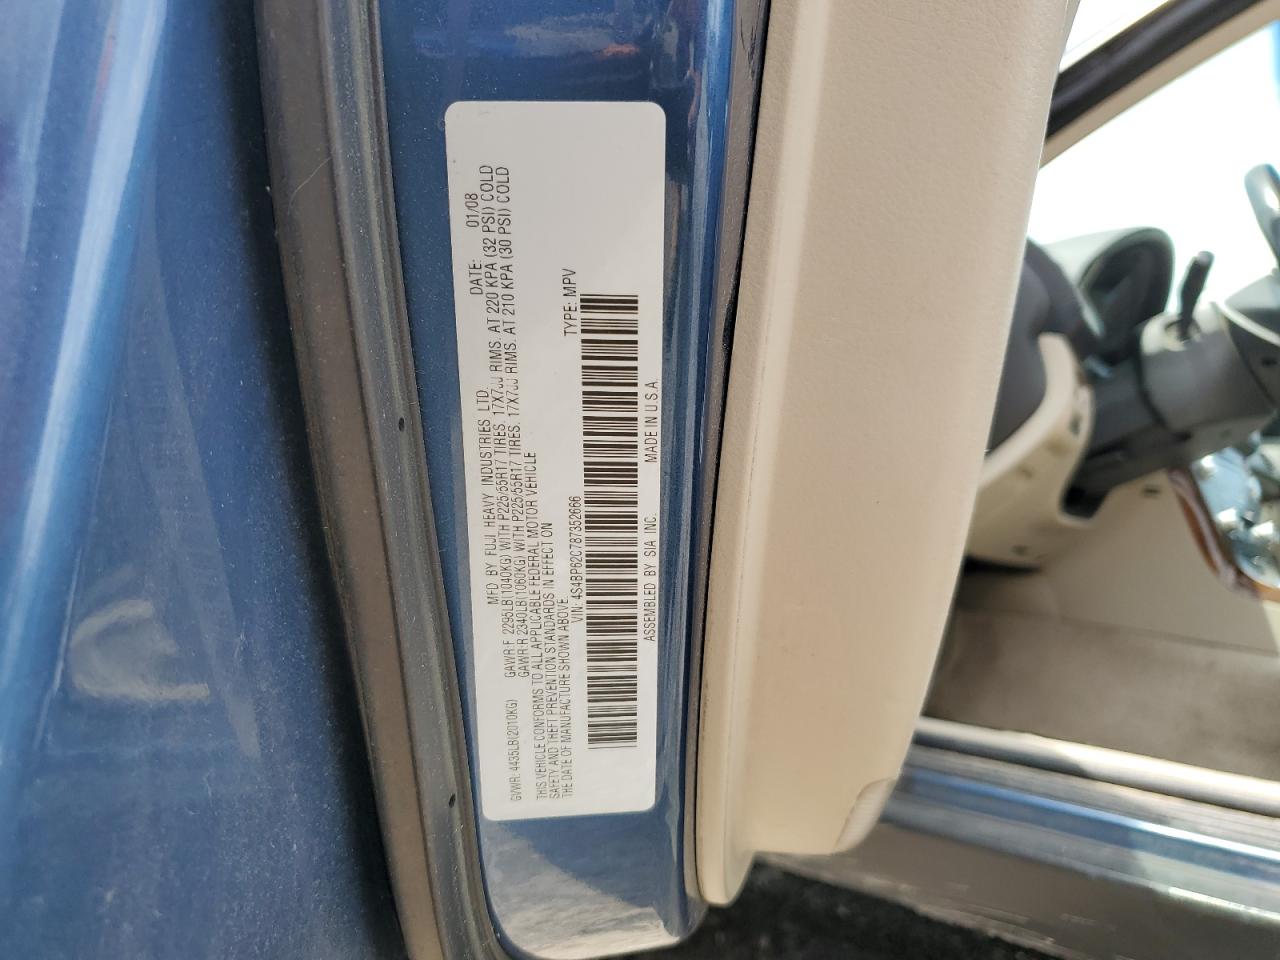 MFD BY FUJI HEAVY INDUSTRIES LTD. DATE: 01/08
GVWR: 4435LB(2010KG) GAWR:F 2295LB(1040KG) WITH P225/55R17 TIRES. 17X7JJ RIMS. AT 220 KPA (32 PSI) COLD
GAWR:R 2340LB(1060KG) WITH P225/55R17 TIRES. 17X7JJ RIMS. AT 210 KPA (30 PSI) COLD
THIS VEHICLE CONFORMS TO ALL APPLICABLE FEDERAL MOTOR VEHICLE
SAFETY AND THEFT PREVENTION STANDARDS IN EFFECT ON
THE DATE OF MANUFACTURE SHOWN ABOVE.
VIN: 4S4BP62C787352666 TYPE: MPV
ASSEMBLED BY SIA INC. MADE IN U.S.A